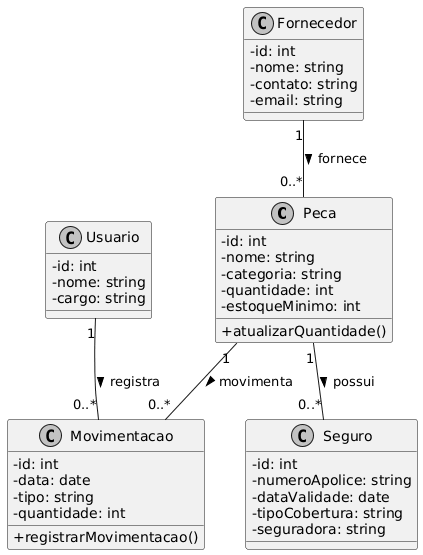 C Fornecedor
-id: int
-nome: string
-contato: string
-email: string
1
fornece
0..*
C Peca
-id: int
-nome: string
-categoria: string
-quantidade: int
-estoqueMinimo: int
+atualizarQuantidade()
C Usuario
-id: int
-nome: string
-cargo: string
1
registra
0..*
1
movimenta
0..*
1
possui
0..*
C Movimentacao
-id: int
-data: date
-tipo: string
-quantidade: int
+registrarMovimentacao()
C Seguro
-id: int
-numeroApolice: string
-dataValidade: date
-tipoCobertura: string
-seguradora: string